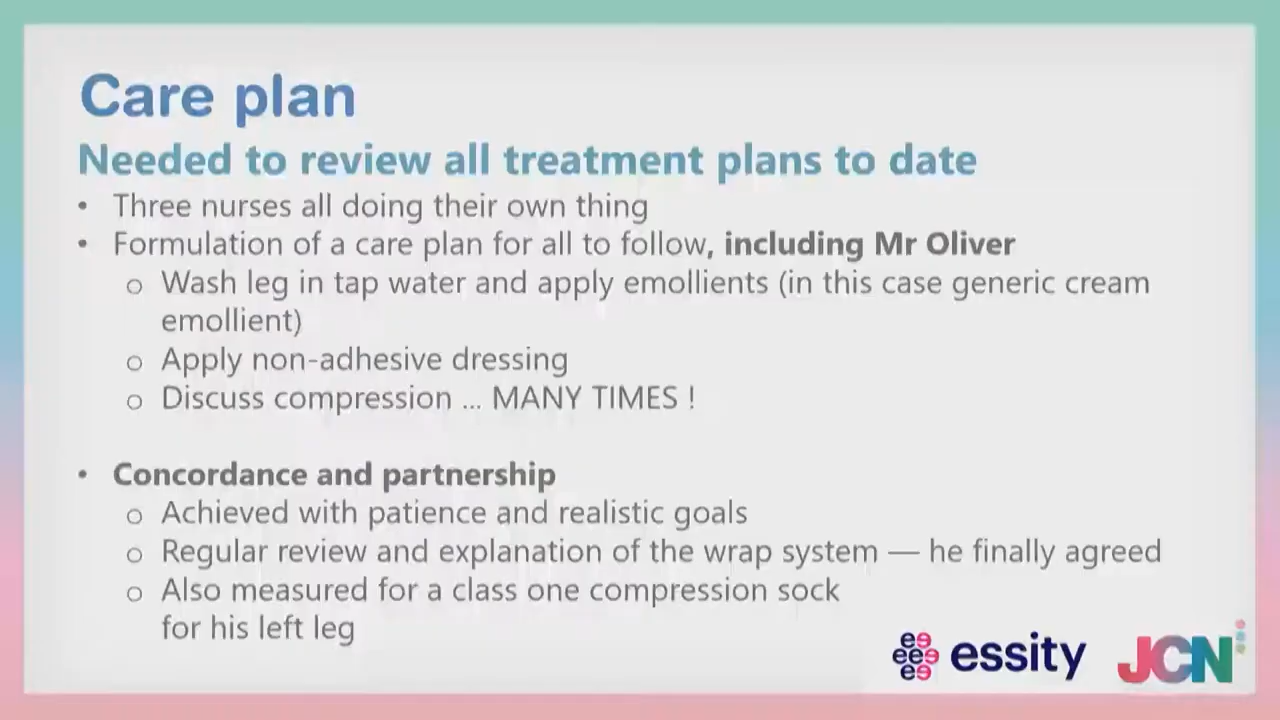 Care plan
Needed to review all treatment plans to date
• Three nurses all doing their own thing
• Formulation of a care plan for all to follow, including Mr Oliver
o Wash leg in tap water and apply emollients (in this case generic cream
emollient)
o Apply non-adhesive dressing
o Discuss compression ... MANY TIMES !
• Concordance and partnership
o Achieved with patience and realistic goals
o Regular review and explanation of the wrap system — he finally agreed
o Also measured for a class one compression sock
for his left leg
essity JCN